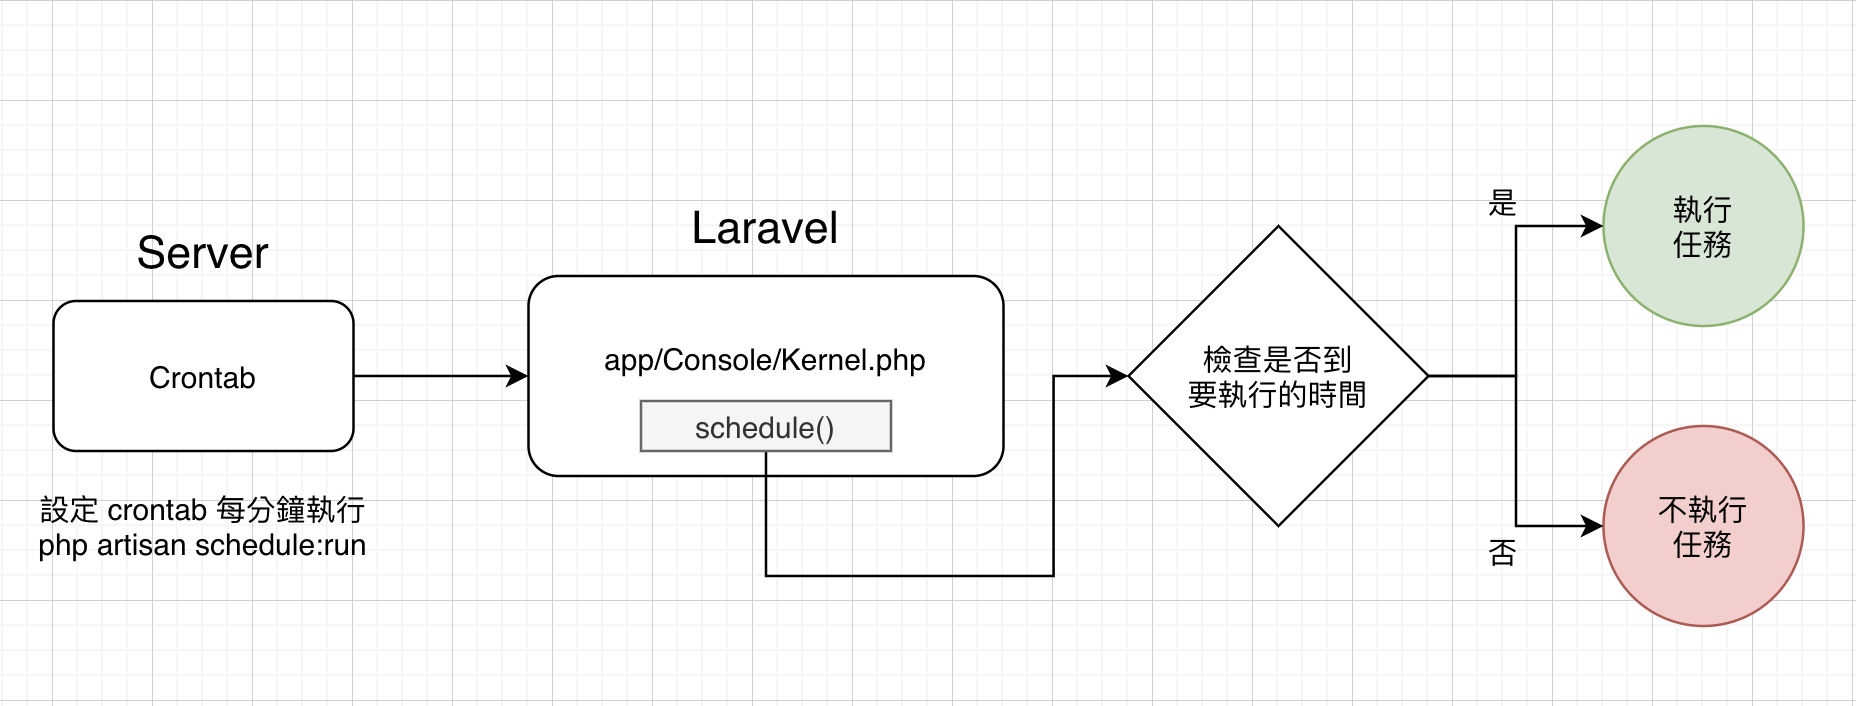 Server
Crontab
設定 crontab 每分鐘執行
php artisan schedule:run
Laravel
app/Console/Kernel.php
schedule()
檢查是否到
要執行的時間
是
執行
任務
否
不執行
任務